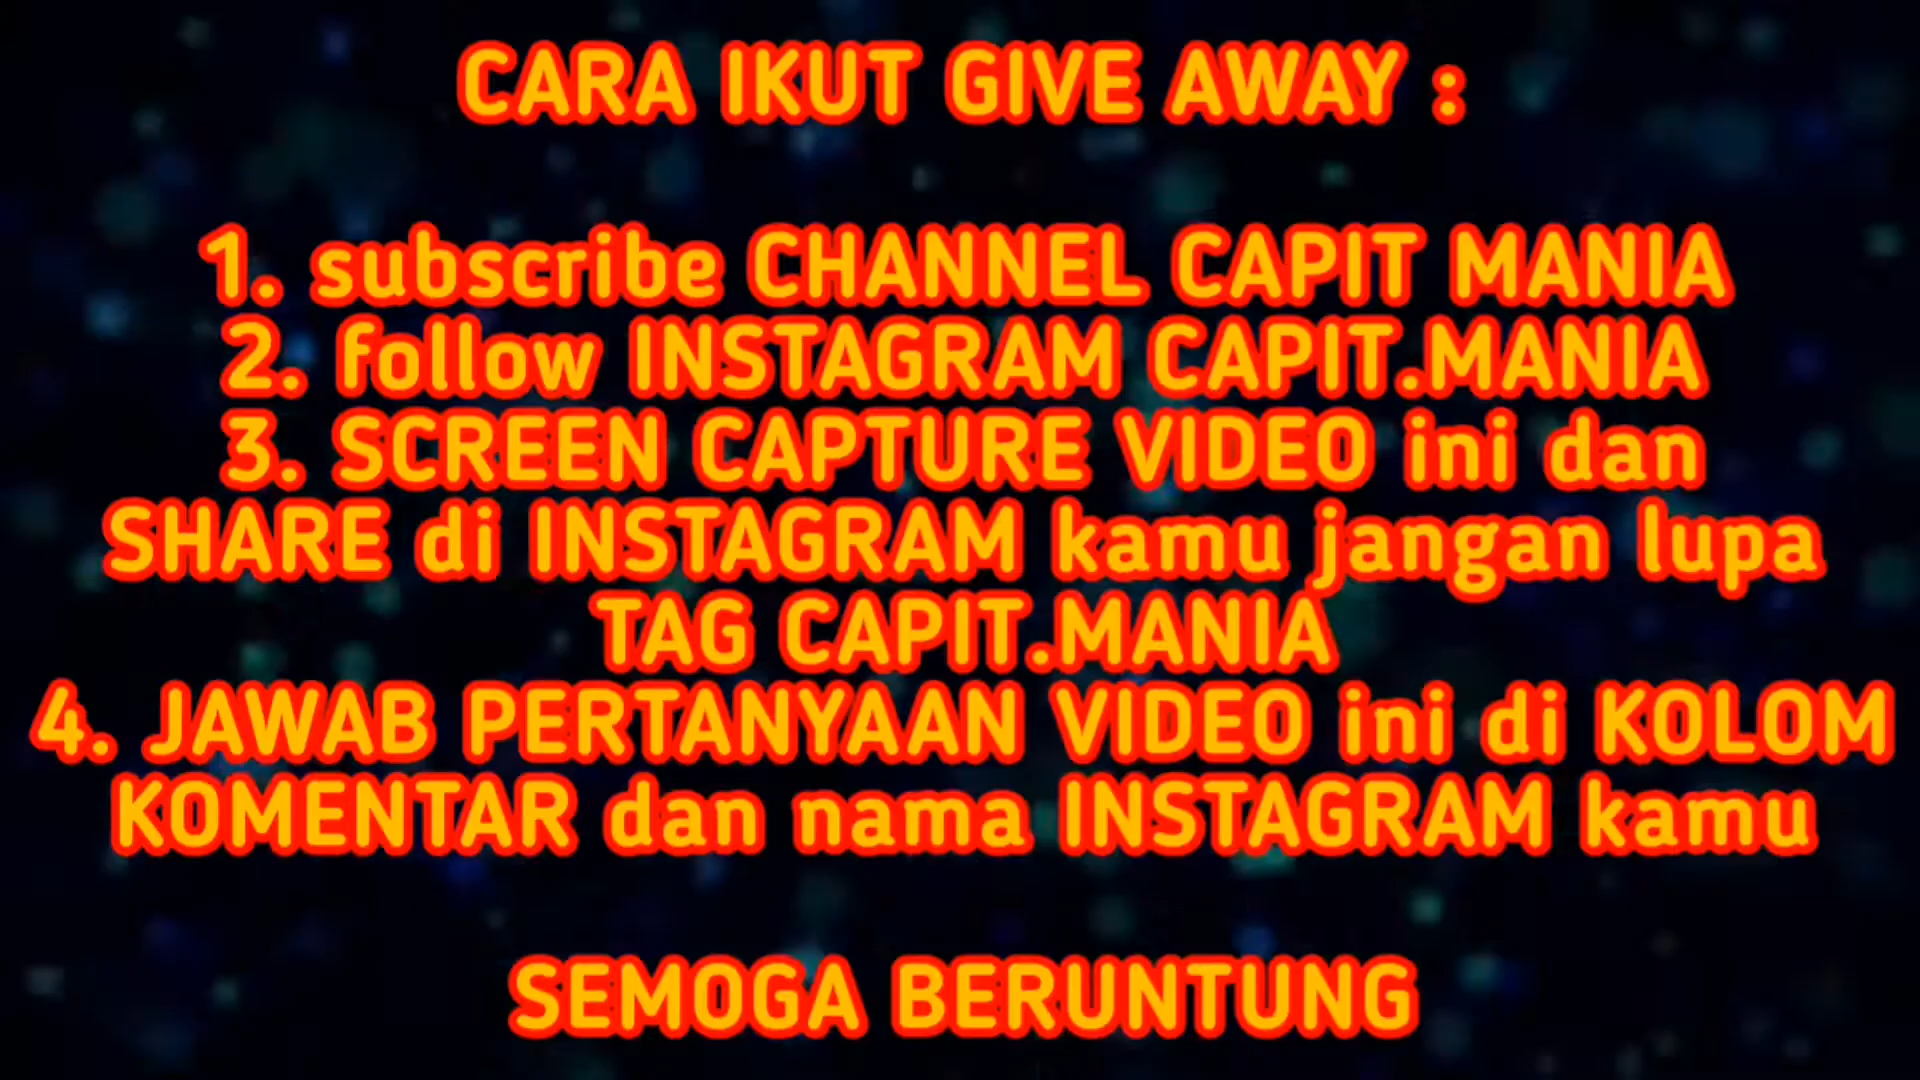 CARA IKUT GIVE AWAY :
1. subscribe CHANNEL CAPIT MANIA
2. follow INSTAGRAM CAPIT.MANIA
3. SCREEN CAPTURE VIDEO ini dan
SHARE di INSTAGRAM kamu jangan lupa
TAG CAPIT.MANIA
4. JAWAB PERTANYAAN VIDEO ini di KOLOM
KOMENTAR dan nama INSTAGRAM kamu
SEMOGA BERUNTUNG